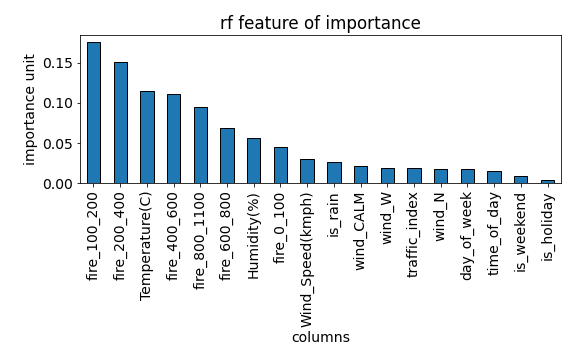 rf feature of importance
importance unit
0.15
0.10
0.05
0.00
fire_100_200
fire_200_400
Temperature(C)
fire_400_600
fire_800_1100
fire_600_800
Humidity(%)
fire_0_100
Wind_Speed(kmph)
is_rain
wind_CALM
wind_W
traffic_index
wind_N
day_of_week
time_of_day
is_weekend
is_holiday
columns